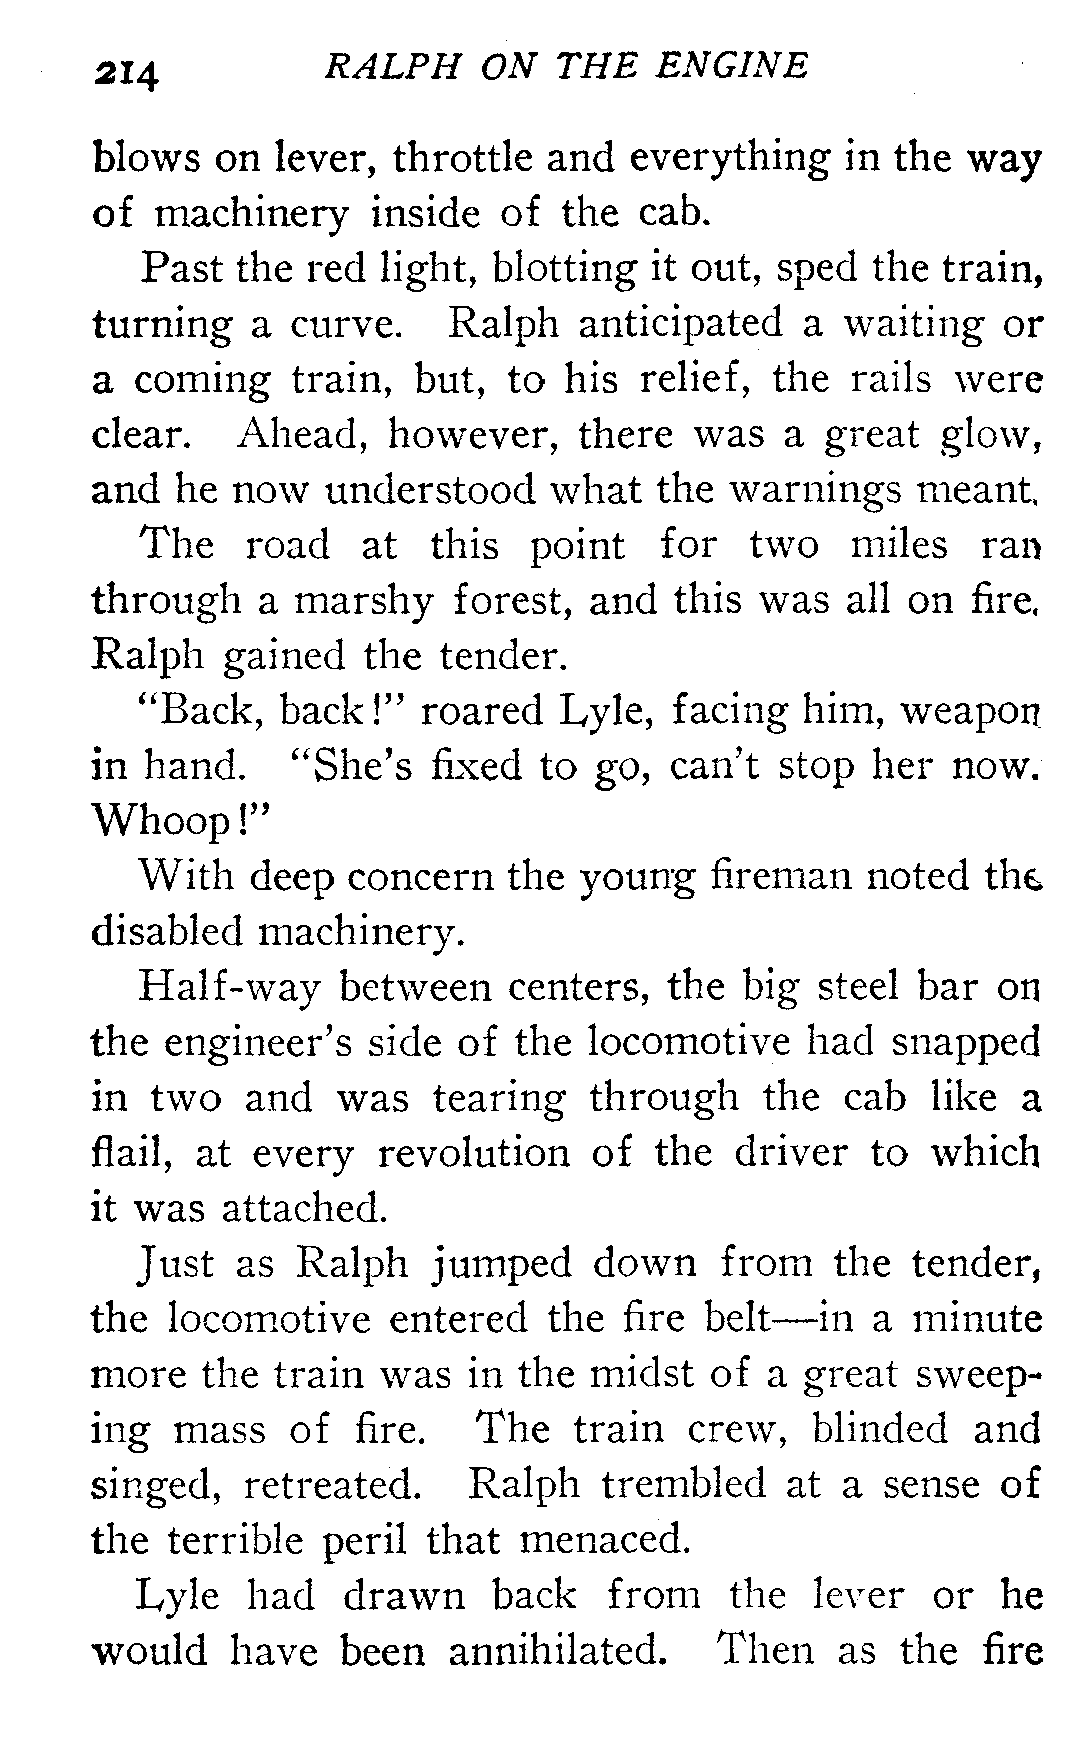 214 RALPH ON THE ENGINE
blows on lever, throttle and everything in the way
of machinery inside of the cab.
Past the red light, blotting it out, sped the train,
turning a curve. Ralph anticipated a waiting or
a coming train, but, to his relief, the rails were
clear. Ahead, however, there was a great glow,
and he now understood what the warnings meant.
The road at this point for two miles ran
through a marshy forest, and this was all on fire.
Ralph gained the tender.
“Back, back!” roared Lyle, facing him, weapon
in hand. “She’s fixed to go, can’t stop her now.
Whoop!”
With deep concern the young fireman noted the
disabled machinery.
Half-way between centers, the big steel bar on
the engineer’s side of the locomotive had snapped
in two and was tearing through the cab like a
flail, at every revolution of the driver to which
it was attached.
Just as Ralph jumped down from the tender,
the locomotive entered the fire belt—in a minute
more the train was in the midst of a great sweep-
ing mass of fire. The train crew, blinded and
singed, retreated. Ralph trembled at a sense of
the terrible peril that menaced.
Lyle had drawn back from the lever or he
would have been annihilated. Then as the fire